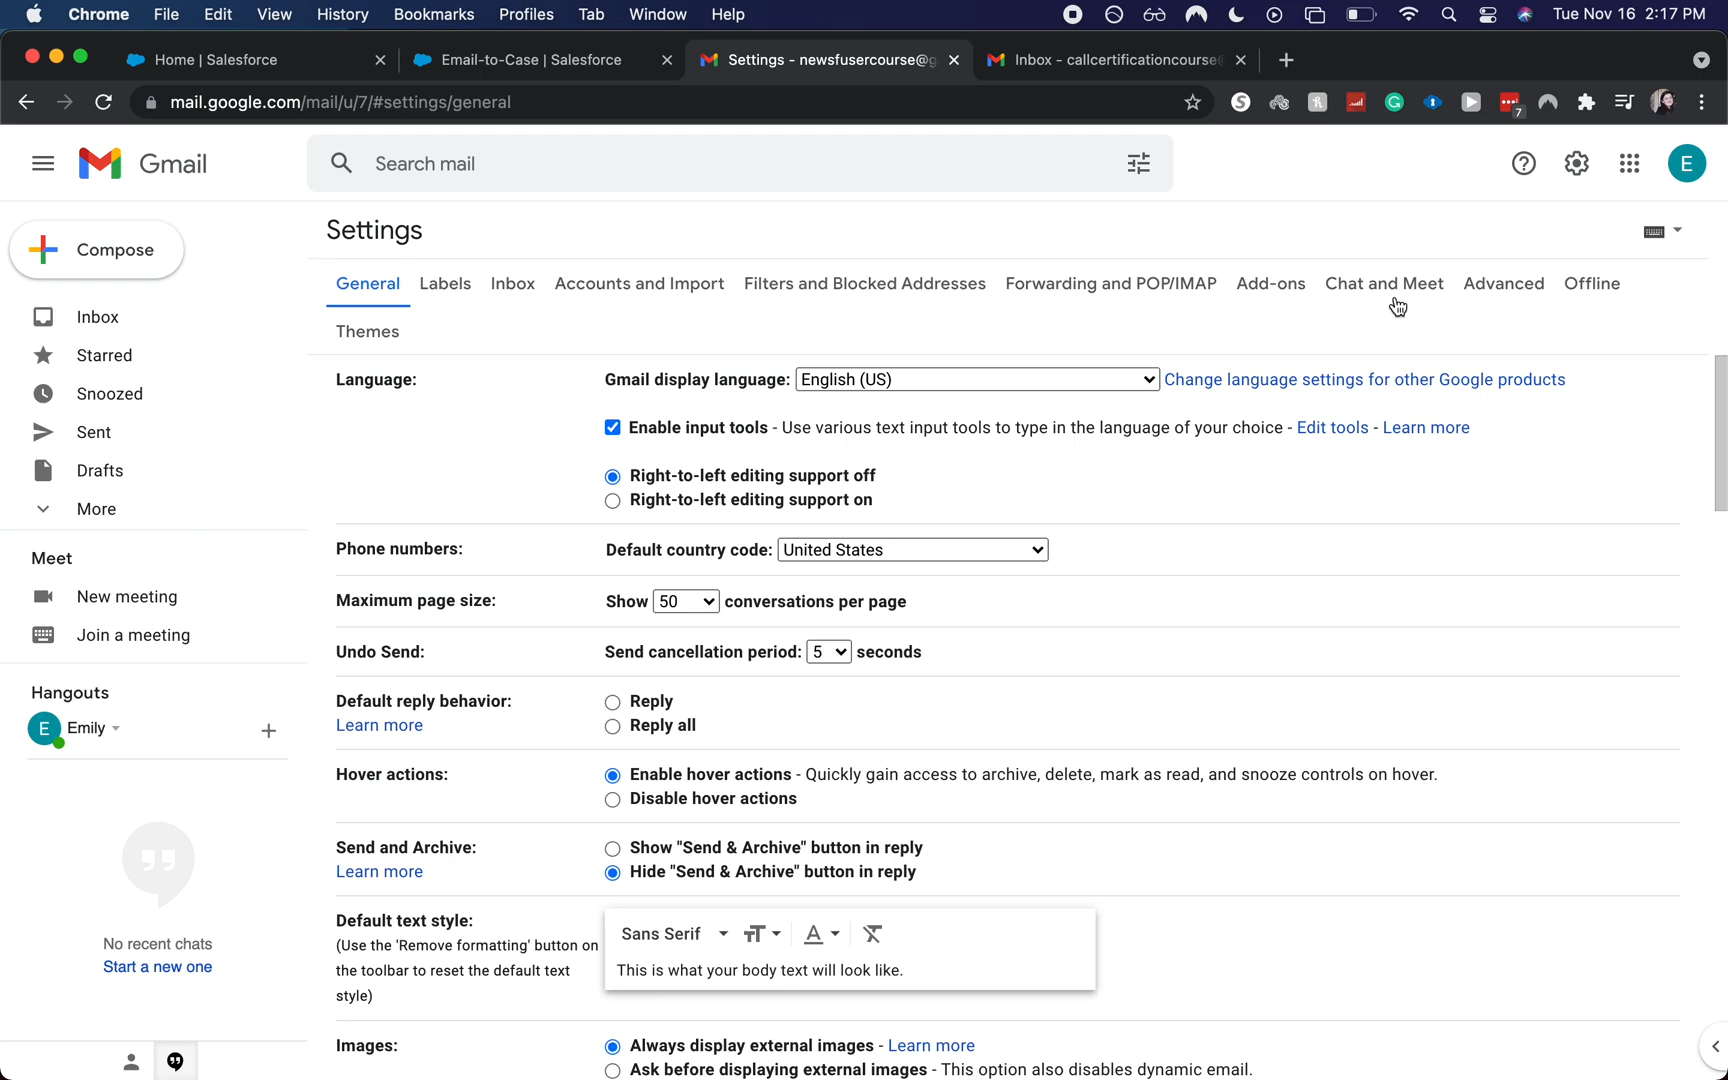 Chrome File Edit View History Bookmarks Profiles Tab Window Help Tue Nov 16 2:17 PM
Home | Salesforce Email-to-Case | Salesforce Settings - newsfusercourse@g Inbox - callcertificationcourse
mail.google.com/mail/u/7/#settings/general
7
Gmail
Search mail
E
Compose
Inbox
Starred
Snoozed
Sent
Drafts
More
Meet
New meeting
Join a meeting
Hangouts
E Emily
No recent chats
Start a new one
Settings
General Labels Inbox Accounts and Import Filters and Blocked Addresses Forwarding and POP/IMAP Add-ons Chat and Meet Advanced Offline
Themes
Language: Gmail display language: English (US) Change language settings for other Google products
Enable input tools - Use various text input tools to type in the language of your choice - Edit tools - Learn more
Right-to-left editing support off
Right-to-left editing support on
Phone numbers: Default country code: United States
Maximum page size: Show 50 conversations per page
Undo Send: Send cancellation period: 5 seconds
Default reply behavior: Reply
Learn more Reply all
Hover actions: Enable hover actions - Quickly gain access to archive, delete, mark as read, and snooze controls on hover.
Disable hover actions
Send and Archive: Show "Send & Archive" button in reply
Learn more Hide "Send & Archive" button in reply
Default text style: 
(Use the 'Remove formatting' button on
the toolbar to reset the default text
style)
Sans Serif
This is what your body text will look like.
Images: Always display external images - Learn more
Ask before displaying external images - This option also disables dynamic email.